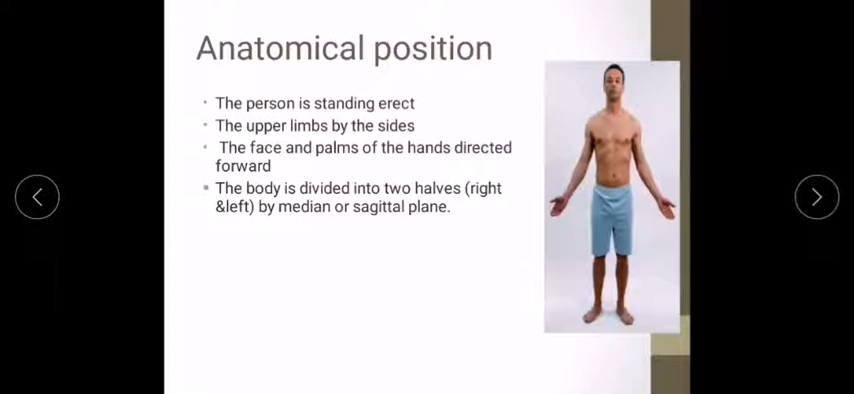 Anatomical position
• The person is standing erect
• The upper limbs by the sides
• The face and palms of the hands directed
forward
▪ The body is divided into two halves (right
&left) by median or sagittal plane.